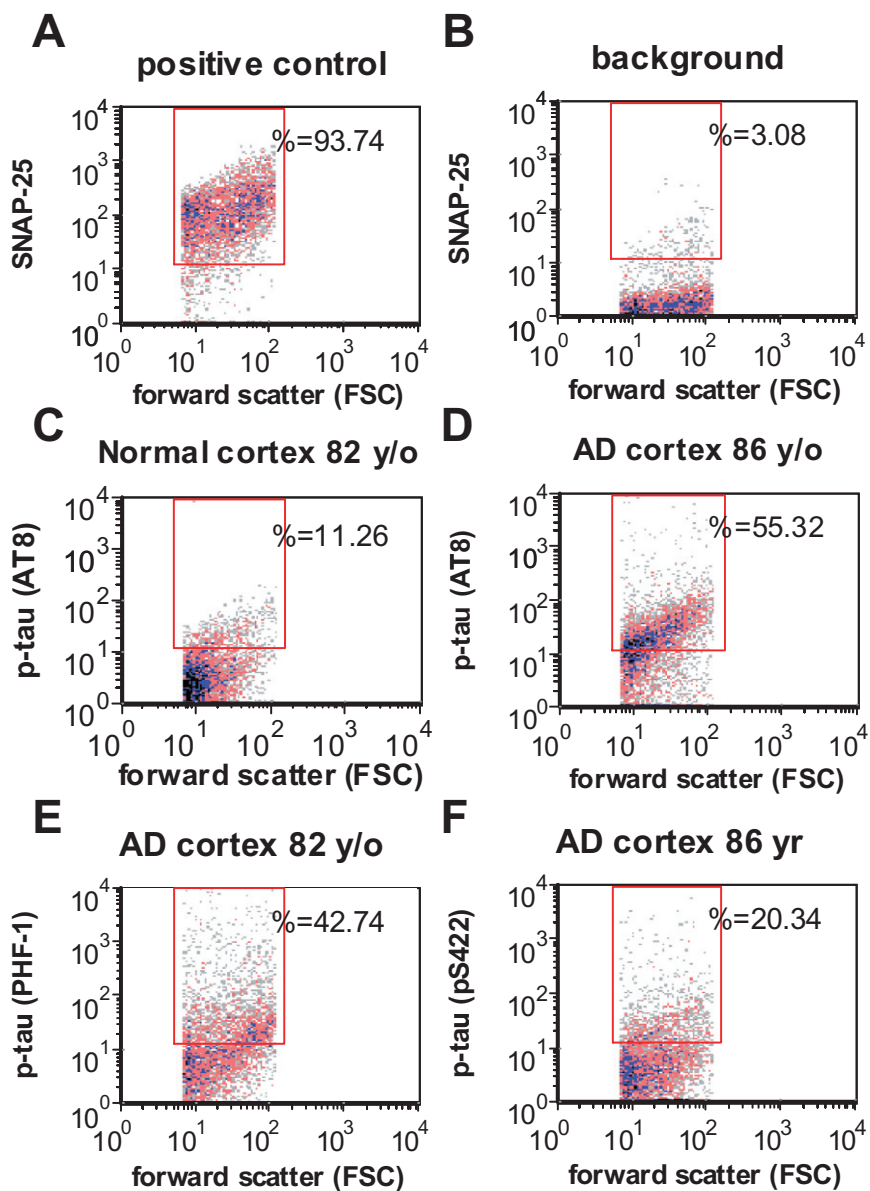 A
positive control
SNAP-25
10^4
10^3
10^2
10^1
10^0
%=93.74
10^0 10^1 10^2 10^3 10^4
forward scatter (FSC)
B
background
SNAP-25
10^4
10^3
10^2
10^1
10^0
%=3.08
10^0 10^1 10^2 10^3 10^4
forward scatter (FSC)
C
Normal cortex 82 y/o
p-tau (AT8)
10^4
10^3
10^2
10^1
10^0
%=11.26
10^0 10^1 10^2 10^3 10^4
forward scatter (FSC)
D
AD cortex 86 y/o
p-tau (AT8)
10^4
10^3
10^2
10^1
10^0
%=55.32
10^0 10^1 10^2 10^3 10^4
forward scatter (FSC)
E
AD cortex 82 y/o
p-tau (PHF-1)
10^4
10^3
10^2
10^1
10^0
%=42.74
10^0 10^1 10^2 10^3 10^4
forward scatter (FSC)
F
AD cortex 86 yr
p-tau (pS422)
10^4
10^3
10^2
10^1
10^0
%=20.34
10^0 10^1 10^2 10^3 10^4
forward scatter (FSC)